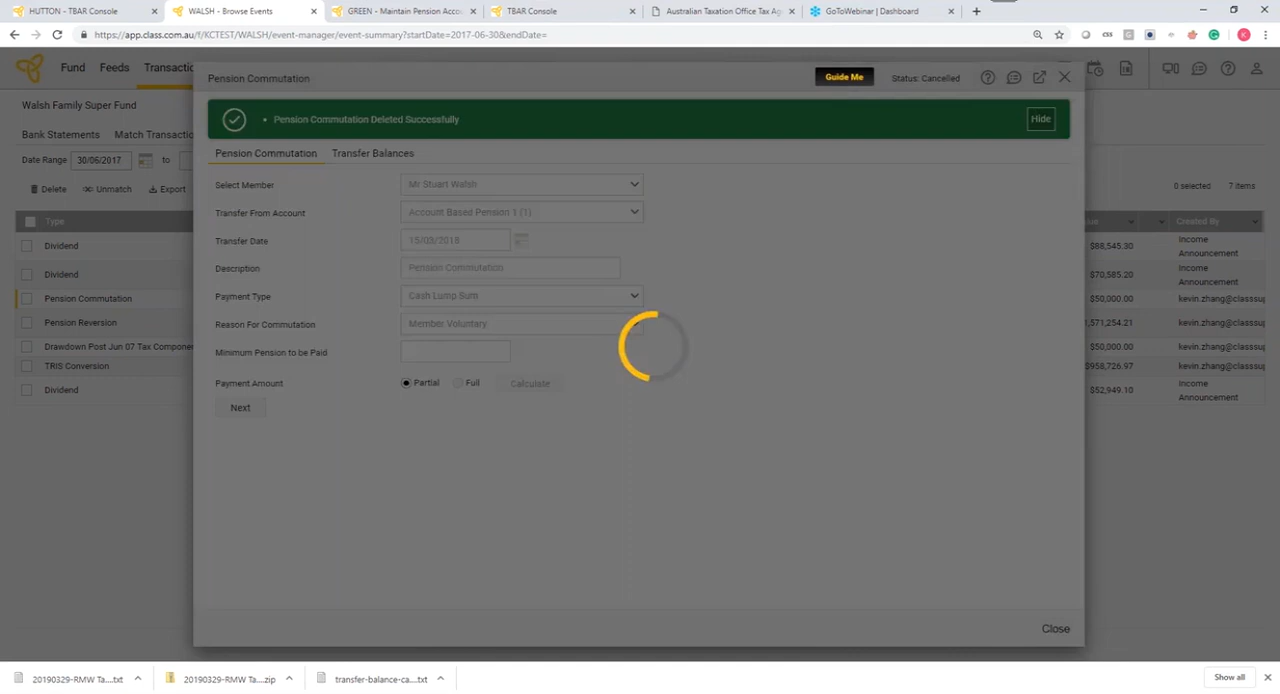 HUTTON - TBAR Console
WALSH - Browse Events
GREEN - Maintain Pension Acco
TBAR Console
Australian Taxation Office Tax Ag
GoToWebinar | Dashboard
https://app.class.com.au/f/KCTEST/WALSH/event-manager/event-summary?startDate=2017-06-30&endDate=
Fund Feeds Transactio
Pension Commutation
Guide Me
Status: Cancelled
Walsh Family Super Fund
Pension Commutation Deleted Successfully
Hide
Bank Statements Match Transactio
Pension Commutation Transfer Balances
Date Range 30/06/2017 to
Delete Unmatch Export
0 selected 7 items
Select Member Mr Stuart Walsh
Transfer From Account Account Based Pension 1 (1)
Transfer Date 15/03/2018
Description Pension Commutation
Payment Type Cash Lump Sum
Reason For Commutation Member Voluntary
Minimum Pension to be Paid
Payment Amount Partial Full Calculate
Next
Type
Created By
Dividend
$88,545.30
Income
Announcement
Dividend
$70,585.20
Income
Announcement
Pension Commutation
$50,000.00
kevin.zhang@classsup
Pension Reversion
,571,254.21
kevin.zhang@classsup
Drawdown Post Jun 07 Tax Componen
$50,000.00
kevin.zhang@classsup
TRIS Conversion
$958,726.97
kevin.zhang@classsup
Dividend
$52,949.10
Income
Announcement
Close
20190329-RMW Ta....txt
20190329-RMW Ta....zip
transfer-balance-ca....txt
Show all